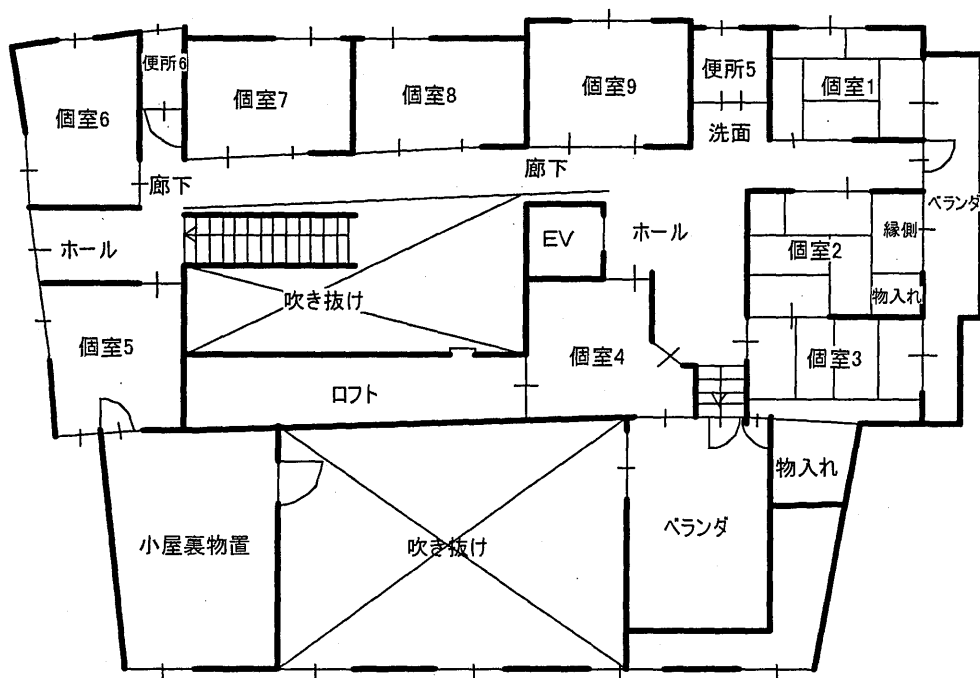 便所6
便所5
個室1
個室6
個室7
個室8
個室9
洗面
廊下
廊下
ベランダ
ホール
EV
ホール
個室2
縁側
物入れ
吹き抜け
個室5
個室4
個室3
ロフト
物入れ
小屋裏物置
吹き抜け
ベランダ